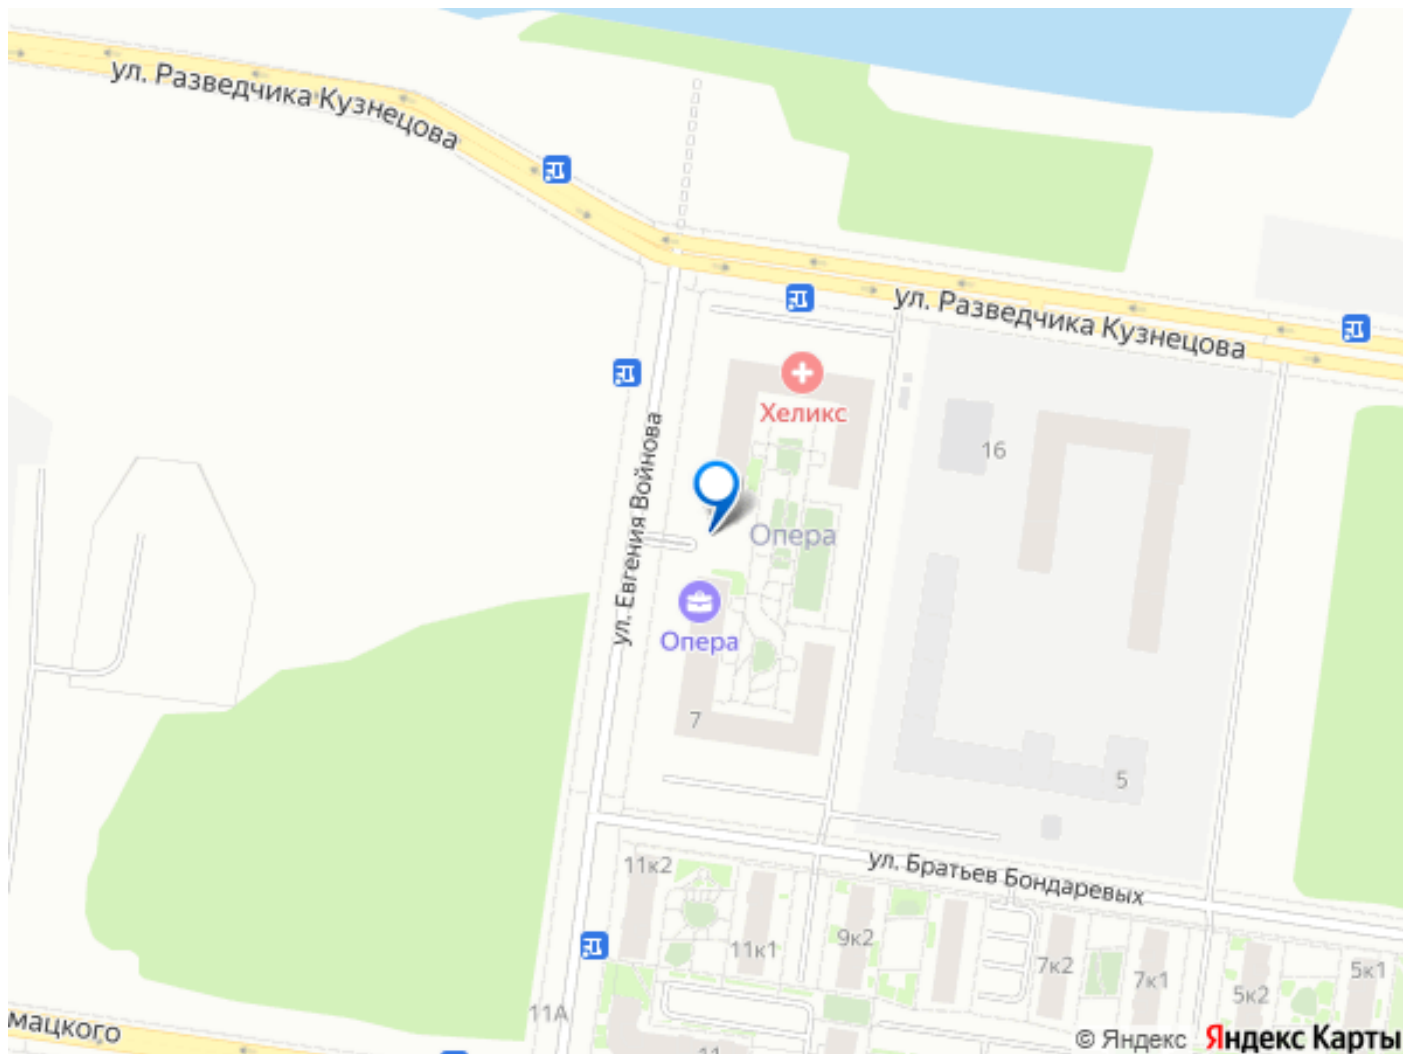 ул. Разведчика Кузнецова
ул. Разведчика Кузнецова
Хеликс
ул. Евгения Войнова
16
Опера
Опера
7
5
ул. Братьев Бондаревых
11к2
11к1
9к2
7к2
7к1
5к2
5к1
11А
мацкого
11
© Яндекс Яндекс Карты